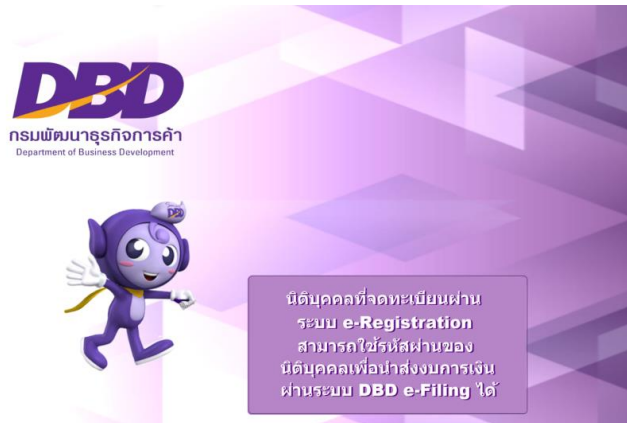 DBD
กรมพัฒนาธุรกิจการค้า
Department of Business Development
DBD
นิติบุคคลที่จดทะเบียนผ่าน
ระบบ e-Registration
สามารถใช้รหัสผ่านของ
นิติบุคคลเพื่อนำส่งงบการเงิน
ผ่านระบบ DBD e-Filing ได้